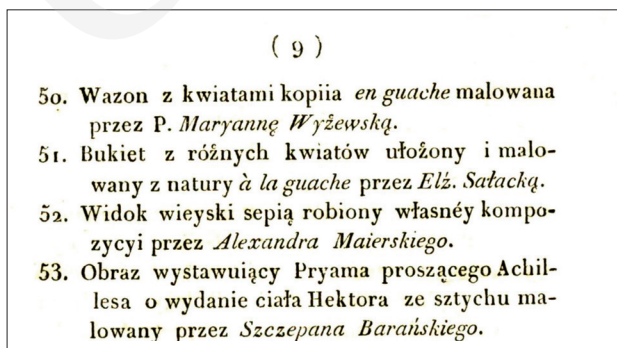 ( 9 )
50. Wazon z kwiatami kopiia en guache malowana
przez P. Maryannę Wyżewską.
51. Bukiet z różnych kwiatów ułożony i malo-
wany z natury à la guache przez Elż. Sałacką.
52. Widok wieyski sepią robiony własnéy kompo-
zycyi przez Alexandra Maierskiego.
53. Obraz wystawuiący Pryama proszącego Achil-
lesa o wydanie ciała Hektora ze sztychu ma-
lowany przez Szczepana Barańskiego.